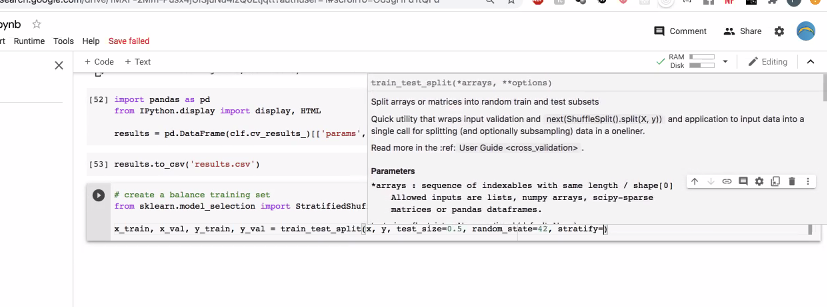 ynb
rt Runtime Tools Help Save failed
Comment
Share
+ Code + Text
RAM
Disk
Editing
[52] import pandas as pd
from IPython.display import display, HTML
results = pd.DataFrame(clf.cv_results_)[['params',
[53] results.to_csv('results.csv')
# create a balance training set
from sklearn.model_selection import StratifiedShuf
x_train, x_val, y_train, y_val = train_test_split(x, y, test_size=0.5, random_state=42, stratify=)
train_test_split(*arrays, **options)
Split arrays or matrices into random train and test subsets
Quick utility that wraps input validation and next(ShuffleSplit().split(X, y)) and application to input data into a
single call for splitting (and optionally subsampling) data in a oneliner.
Read more in the :ref: User Guide <cross_validation> .
Parameters
*arrays : sequence of indexables with same length / shape[0]
Allowed inputs are lists, numpy arrays, scipy-sparse
matrices or pandas dataframes.